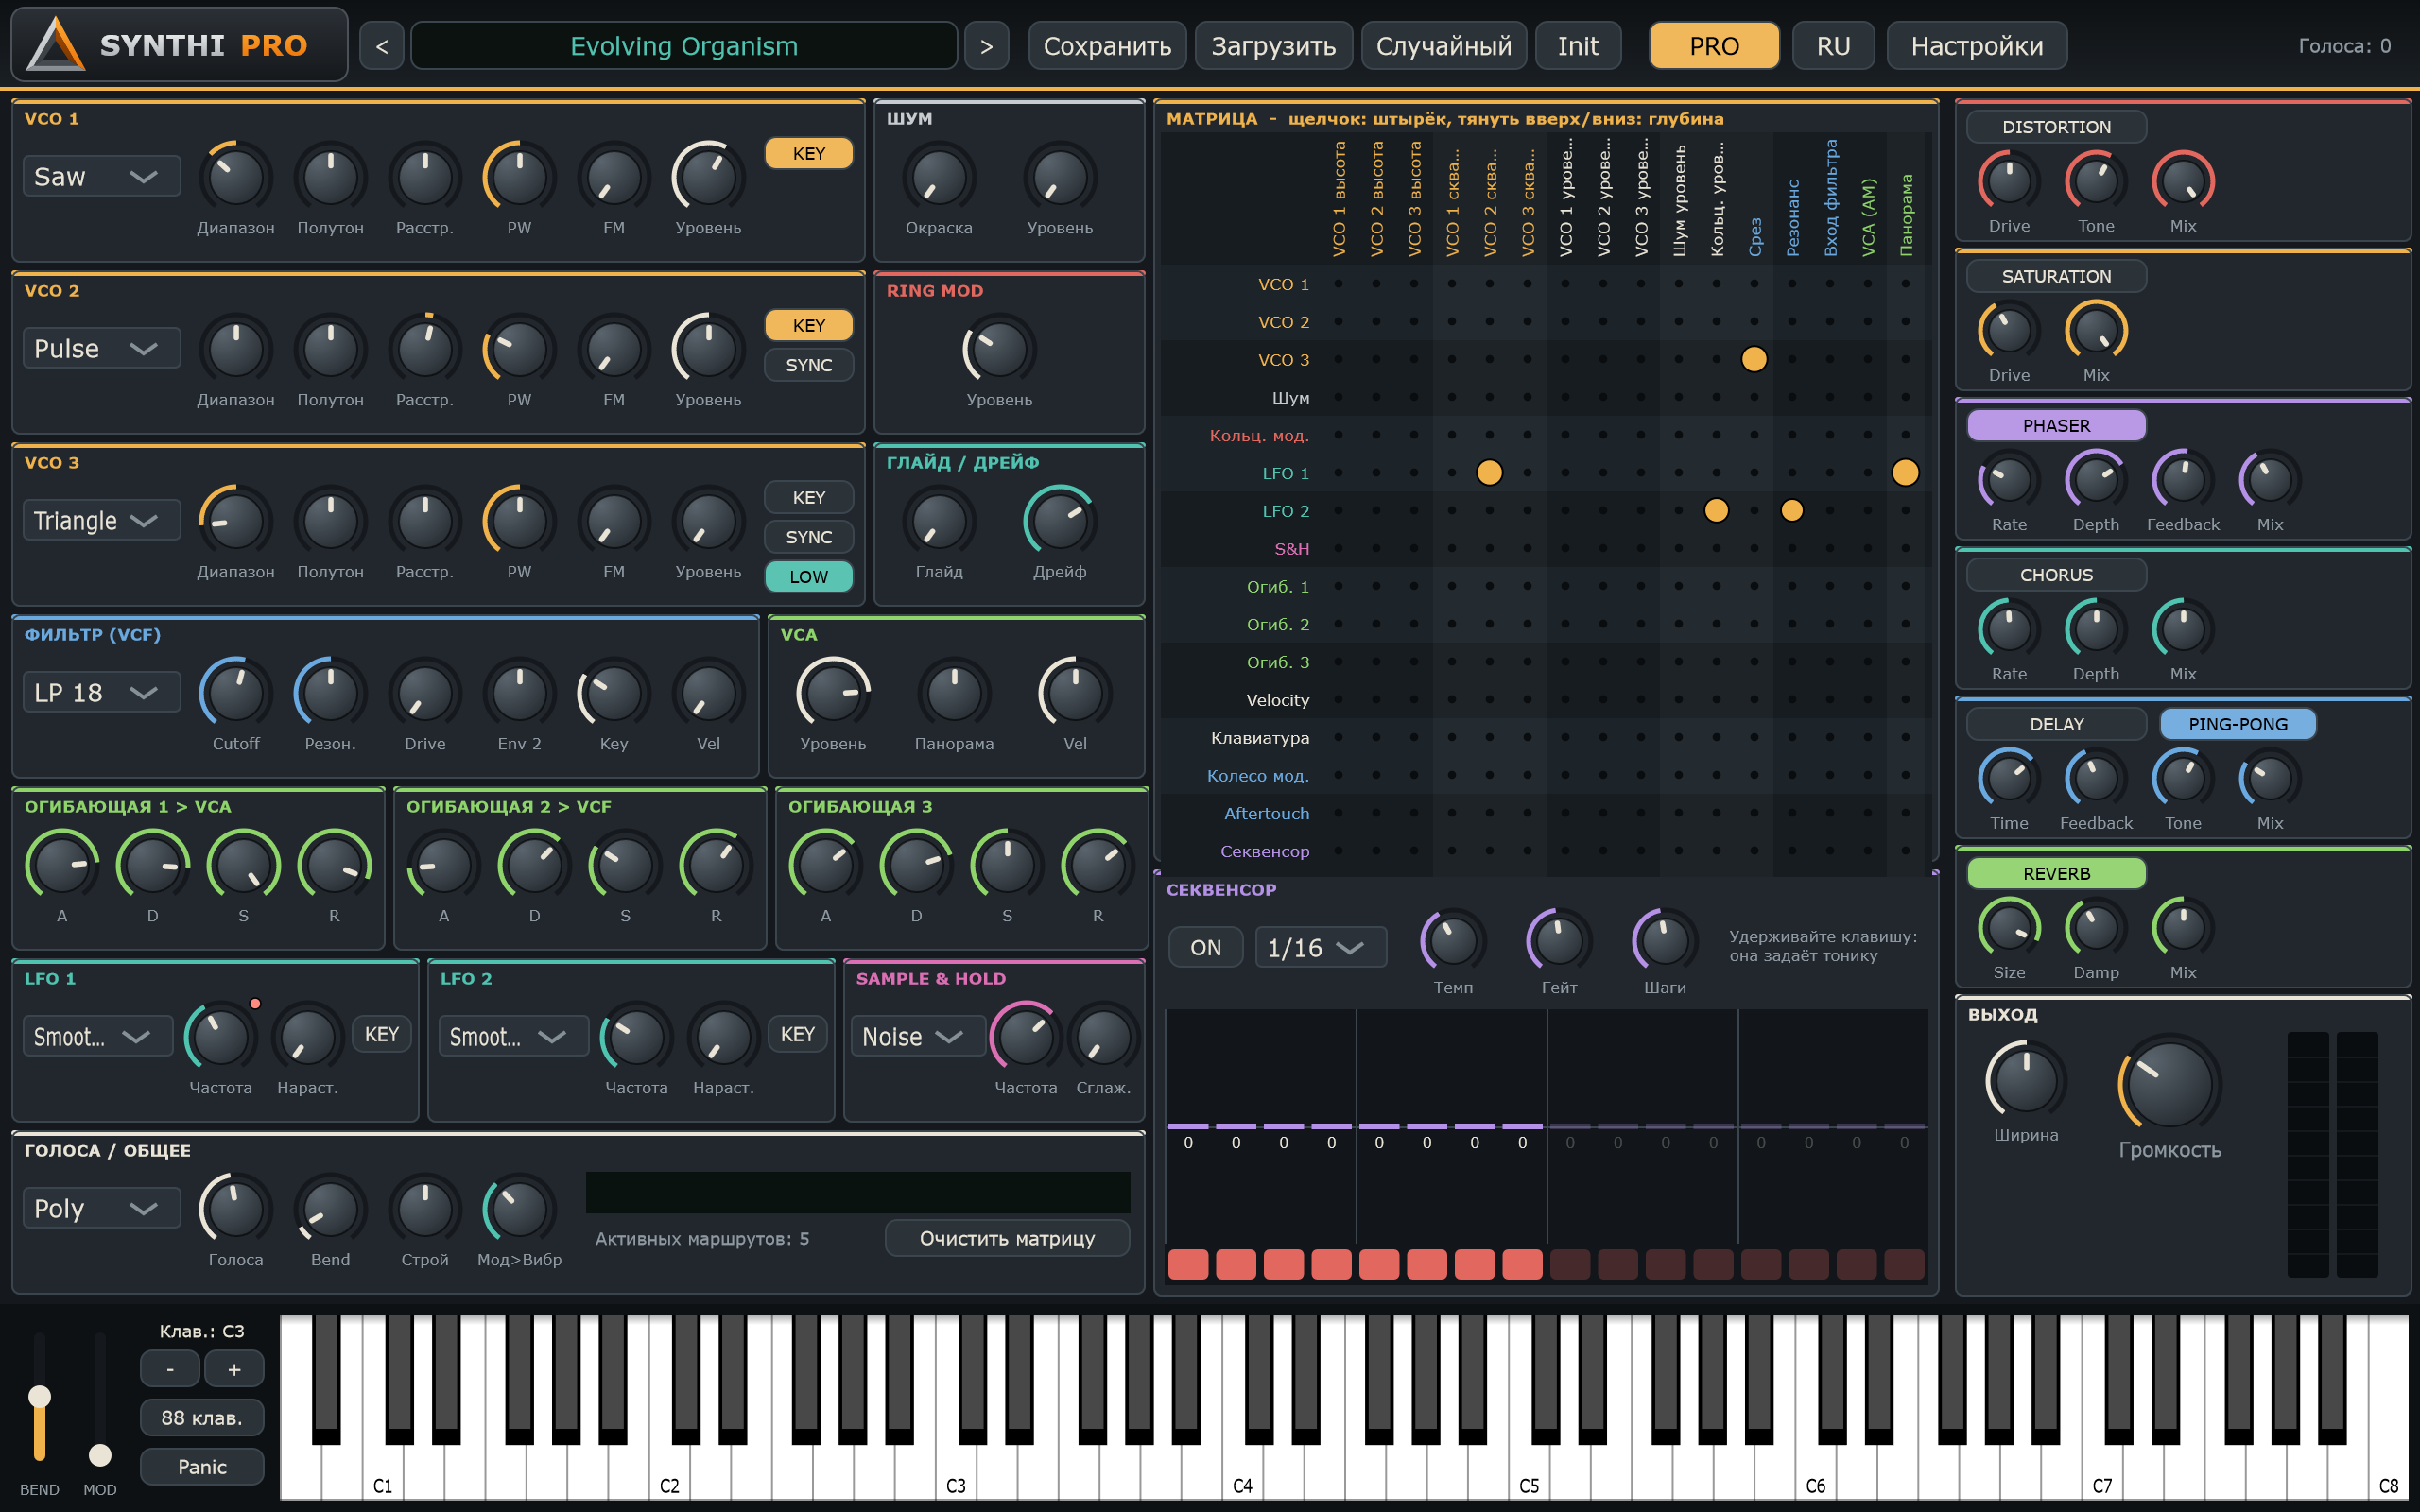 SYNTHI PRO
<
Evolving Organism
>
Сохранить
Загрузить
Случайный
Init
PRO
RU
Настройки
Голоса: 0
VCO 1
Saw
Диапазон Полутон Расстр. PW FM Уровень
KEY
ШУМ
Окраска Уровень
VCO 2
Pulse
Диапазон Полутон Расстр. PW FM Уровень
KEY
SYNC
RING MOD
Уровень
VCO 3
Triangle
Диапазон Полутон Расстр. PW FM Уровень
KEY
SYNC
LOW
ГЛАЙД / ДРЕЙФ
Глайд Дрейф
ФИЛЬТР (VCF)
LP 18
Cutoff Резон. Drive Env 2 Key Vel
VCA
Уровень Панорама Vel
ОГИБАЮЩАЯ 1 > VCA
A D S R
ОГИБАЮЩАЯ 2 > VCF
A D S R
ОГИБАЮЩАЯ 3
A D S R
LFO 1
Smoot...
Частота Нараст.
KEY
LFO 2
Smoot...
Частота Нараст.
KEY
SAMPLE & HOLD
Noise
Частота Сглаж.
ГОЛОСА / ОБЩЕЕ
Poly
Голоса Bend Строй Мод>Вибр
Активных маршрутов: 5
Очистить матрицу
МАТРИЦА - щелчок: штырёк, тянуть вверх/вниз: глубина
VCO 1 высота
VCO 2 высота
VCO 3 высота
VCO 1 сква...
VCO 2 сква...
VCO 3 сква...
VCO 1 урове...
VCO 2 урове...
VCO 3 урове...
Шум уровень
Кольц. уров...
Срез
Резонанс
Вход фильтра
VCA (AM)
Панорама
VCO 1
VCO 2
VCO 3
Шум
Кольц. мод.
LFO 1
LFO 2
S&H
Огиб. 1
Огиб. 2
Огиб. 3
Velocity
Клавиатура
Колесо мод.
Aftertouch
Секвенсор
СЕКВЕНСОР
ON
1/16
Темп Гейт Шаги
Удерживайте клавишу:
она задаёт тонику
0 0 0 0 0 0 0 0 0 0 0 0 0 0 0 0
DISTORTION
Drive Tone Mix
SATURATION
Drive Mix
PHASER
Rate Depth Feedback Mix
CHORUS
Rate Depth Mix
DELAY PING-PONG
Time Feedback Tone Mix
REVERB
Size Damp Mix
ВЫХОД
Ширина Громкость
Клав.: C3
- +
88 клав.
Panic
BEND MOD
C1 C2 C3 C4 C5 C6 C7 C8